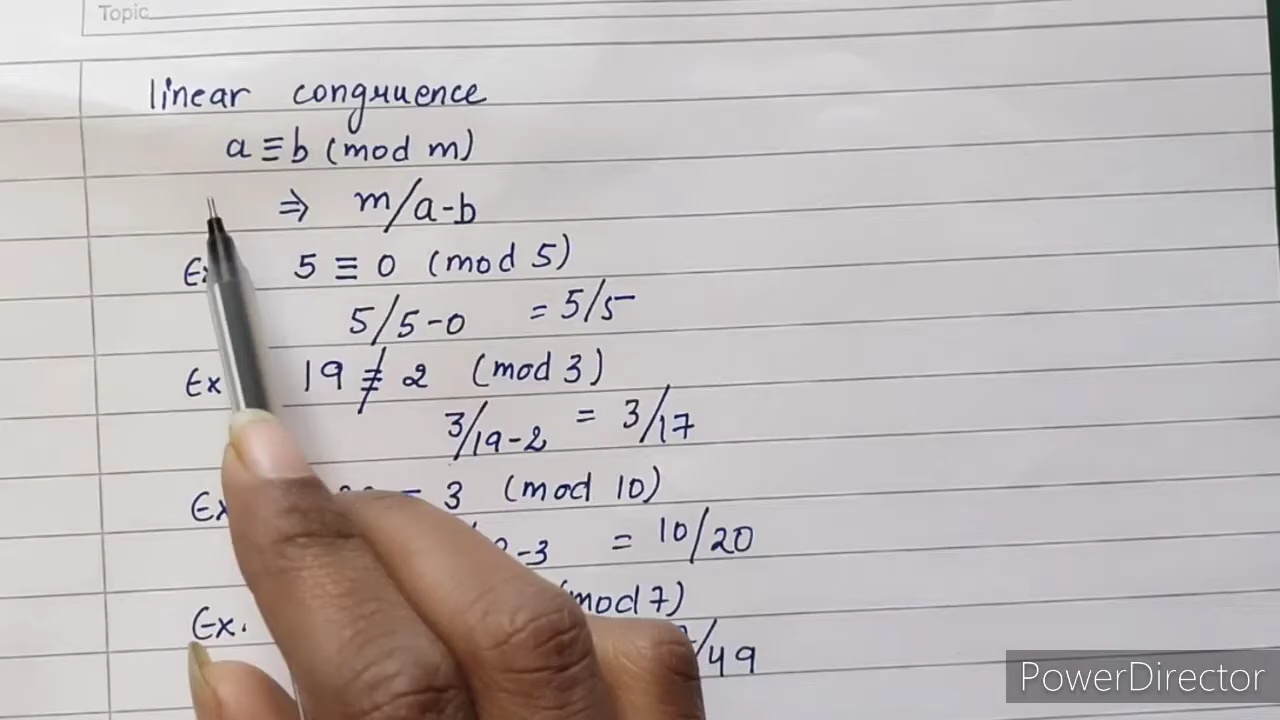 Topic
linear congruence
a ≡ b (mod m)
⇒ m/a-b
Ex 5 ≡ 0 (mod 5)
5/5-0 = 5/5
Ex 19 ≢ 2 (mod 3)
3/19-2 = 3/17
Ex 3 (mod 10)
-3 = 10/20
Ex. (mod 7)
/49
PowerDirector